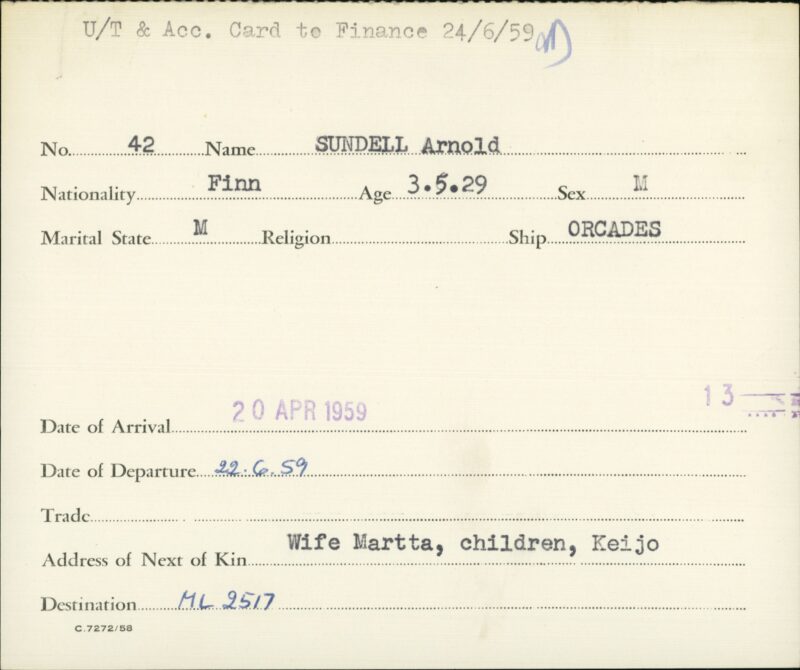 U/T & Acc. Card to Finance 24/6/59
No. 42 Name SUNDELL Arnold
Nationality Finn Age 3.5.29 Sex M
Marital State M Religion Ship ORCADES
13
Date of Arrival 20 APR 1959
Date of Departure 22.6.59
Trade
Address of Next of Kin Wife Martta, children, Keijo
Destination ML 2517
C.7272/58